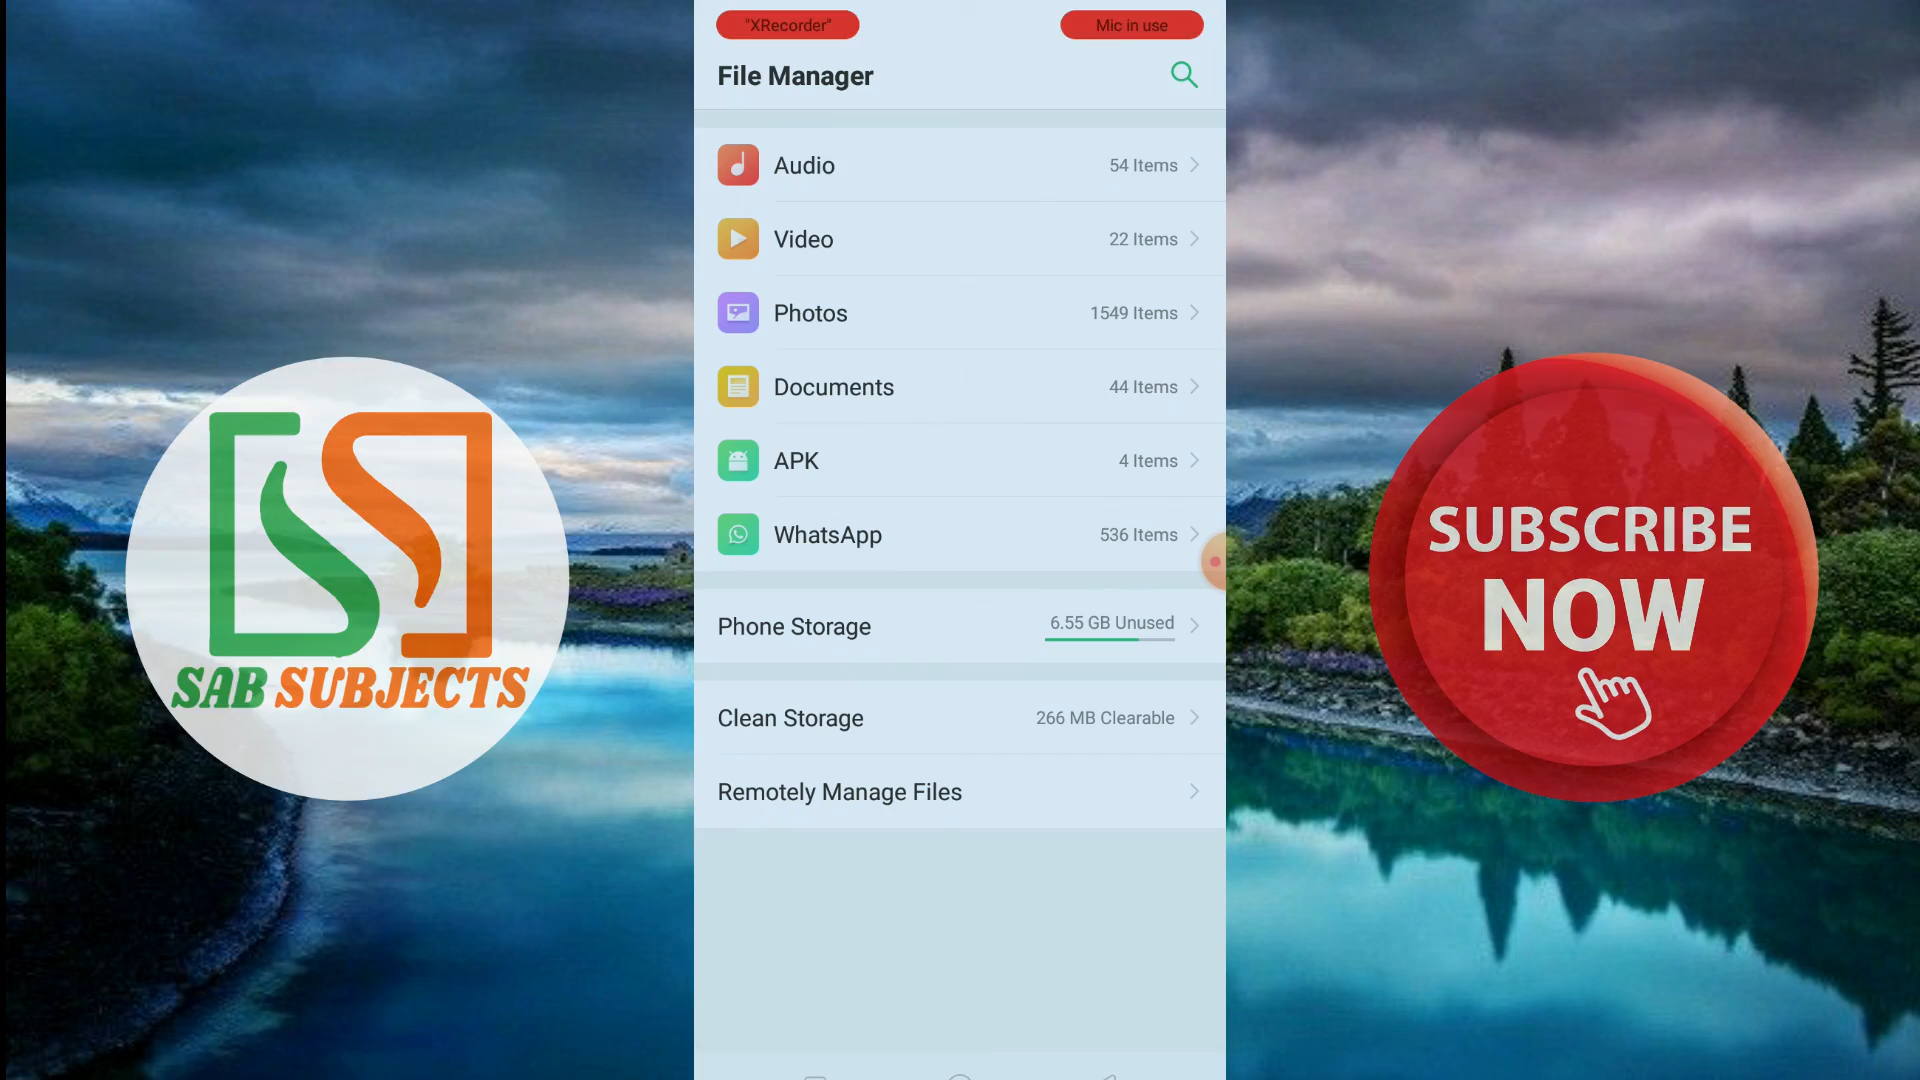 "XRecorder"
Mic in use
File Manager
Audio
54 Items
Video
22 Items
Photos
1549 Items
Documents
44 Items
APK
4 Items
WhatsApp
536 Items
Phone Storage
6.55 GB Unused
Clean Storage
266 MB Clearable
Remotely Manage Files
SAB SUBJECTS
SUBSCRIBE
NOW